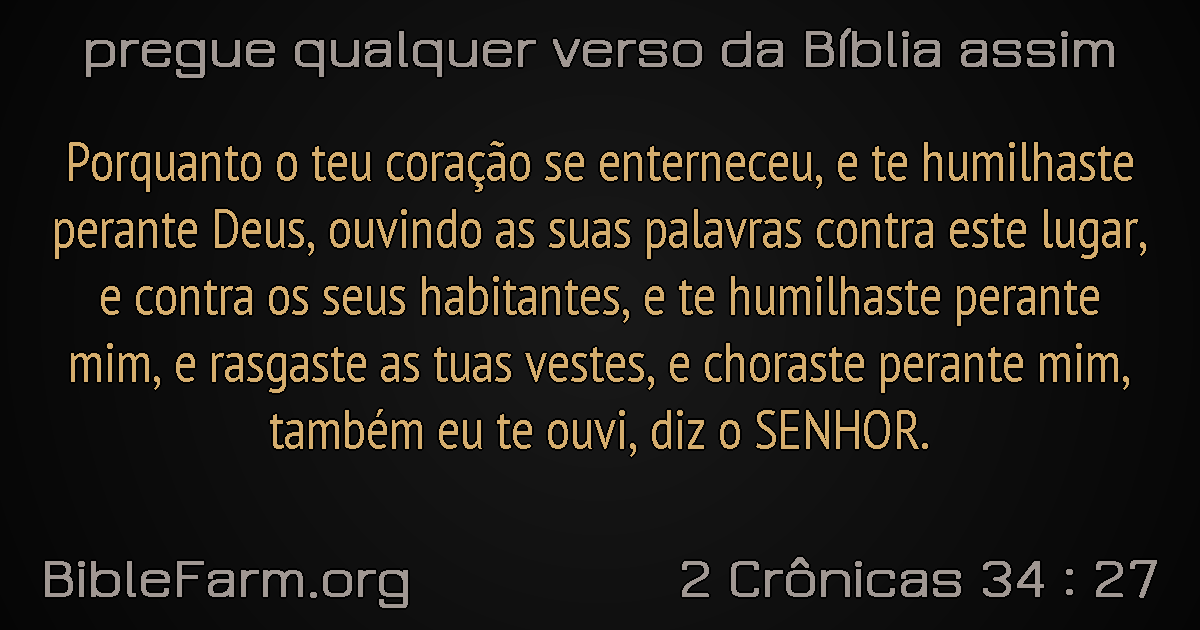 pregue qualquer verso da Bíblia assim
Porquanto o teu coração se enterneceu, e te humilhaste
perante Deus, ouvindo as suas palavras contra este lugar,
e contra os seus habitantes, e te humilhaste perante
mim, e rasgaste as tuas vestes, e choraste perante mim,
também eu te ouvi, diz o SENHOR.
BibleFarm.org
2 Crônicas 34 : 27